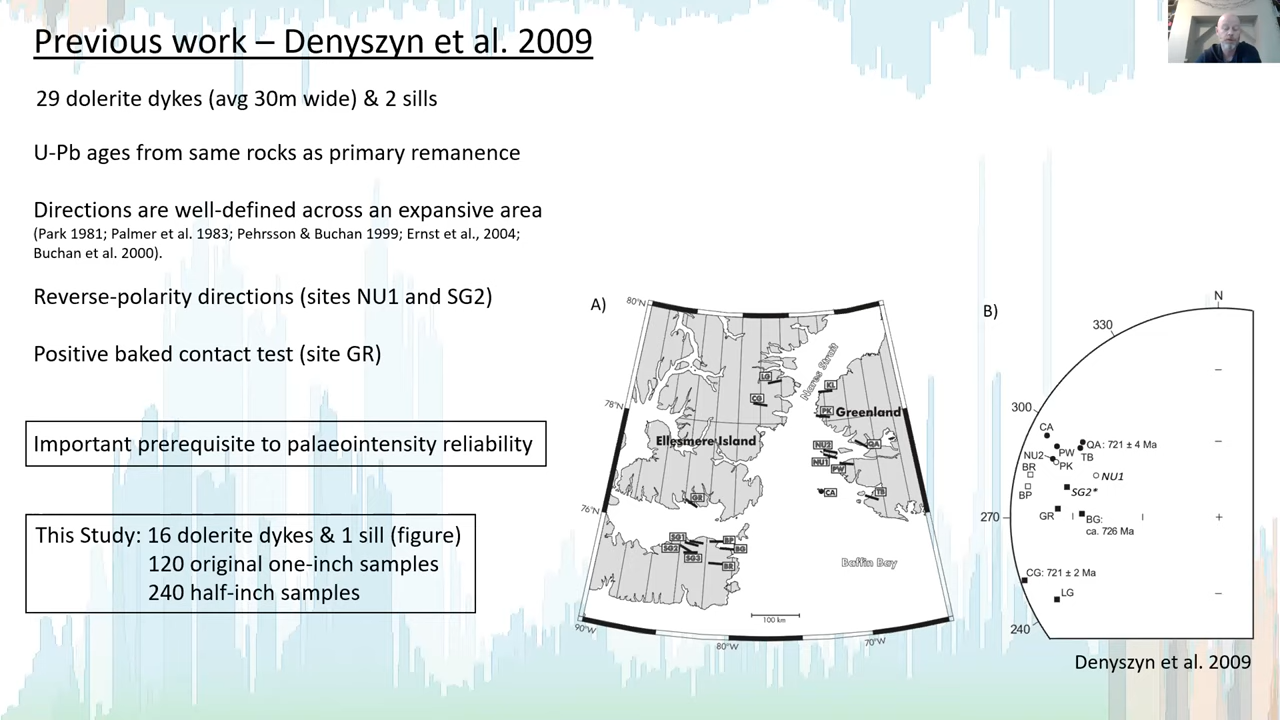 Previous work – Denyszyn et al. 2009
29 dolerite dykes (avg 30m wide) & 2 sills
U-Pb ages from same rocks as primary remanence
Directions are well-defined across an expansive area
(Park 1981; Palmer et al. 1983; Pehrsson & Buchan 1999; Ernst et al., 2004;
Buchan et al. 2000).
Reverse-polarity directions (sites NU1 and SG2)
Positive baked contact test (site GR)
Important prerequisite to palaeointensity reliability
This Study: 16 dolerite dykes & 1 sill (figure)
120 original one-inch samples
240 half-inch samples
A)
80°N
Nares Strait
LG
KL
CG
78°N
PK
Greenland
Ellesmere Island
NU2
QA
NU1
PW
CA
TB
GR
76°N
SG1
BP
SG2
BG
SG3
BR
Baffin Bay
100 km
90°W
80°W
70°W
B)
N
330
300
CA
QA: 721 ± 4 Ma
PW
TB
NU2
PK
BR
NU1
BP
SG2*
GR
270
BG:
ca. 726 Ma
CG: 721 ± 2 Ma
LG
240
Denyszyn et al. 2009